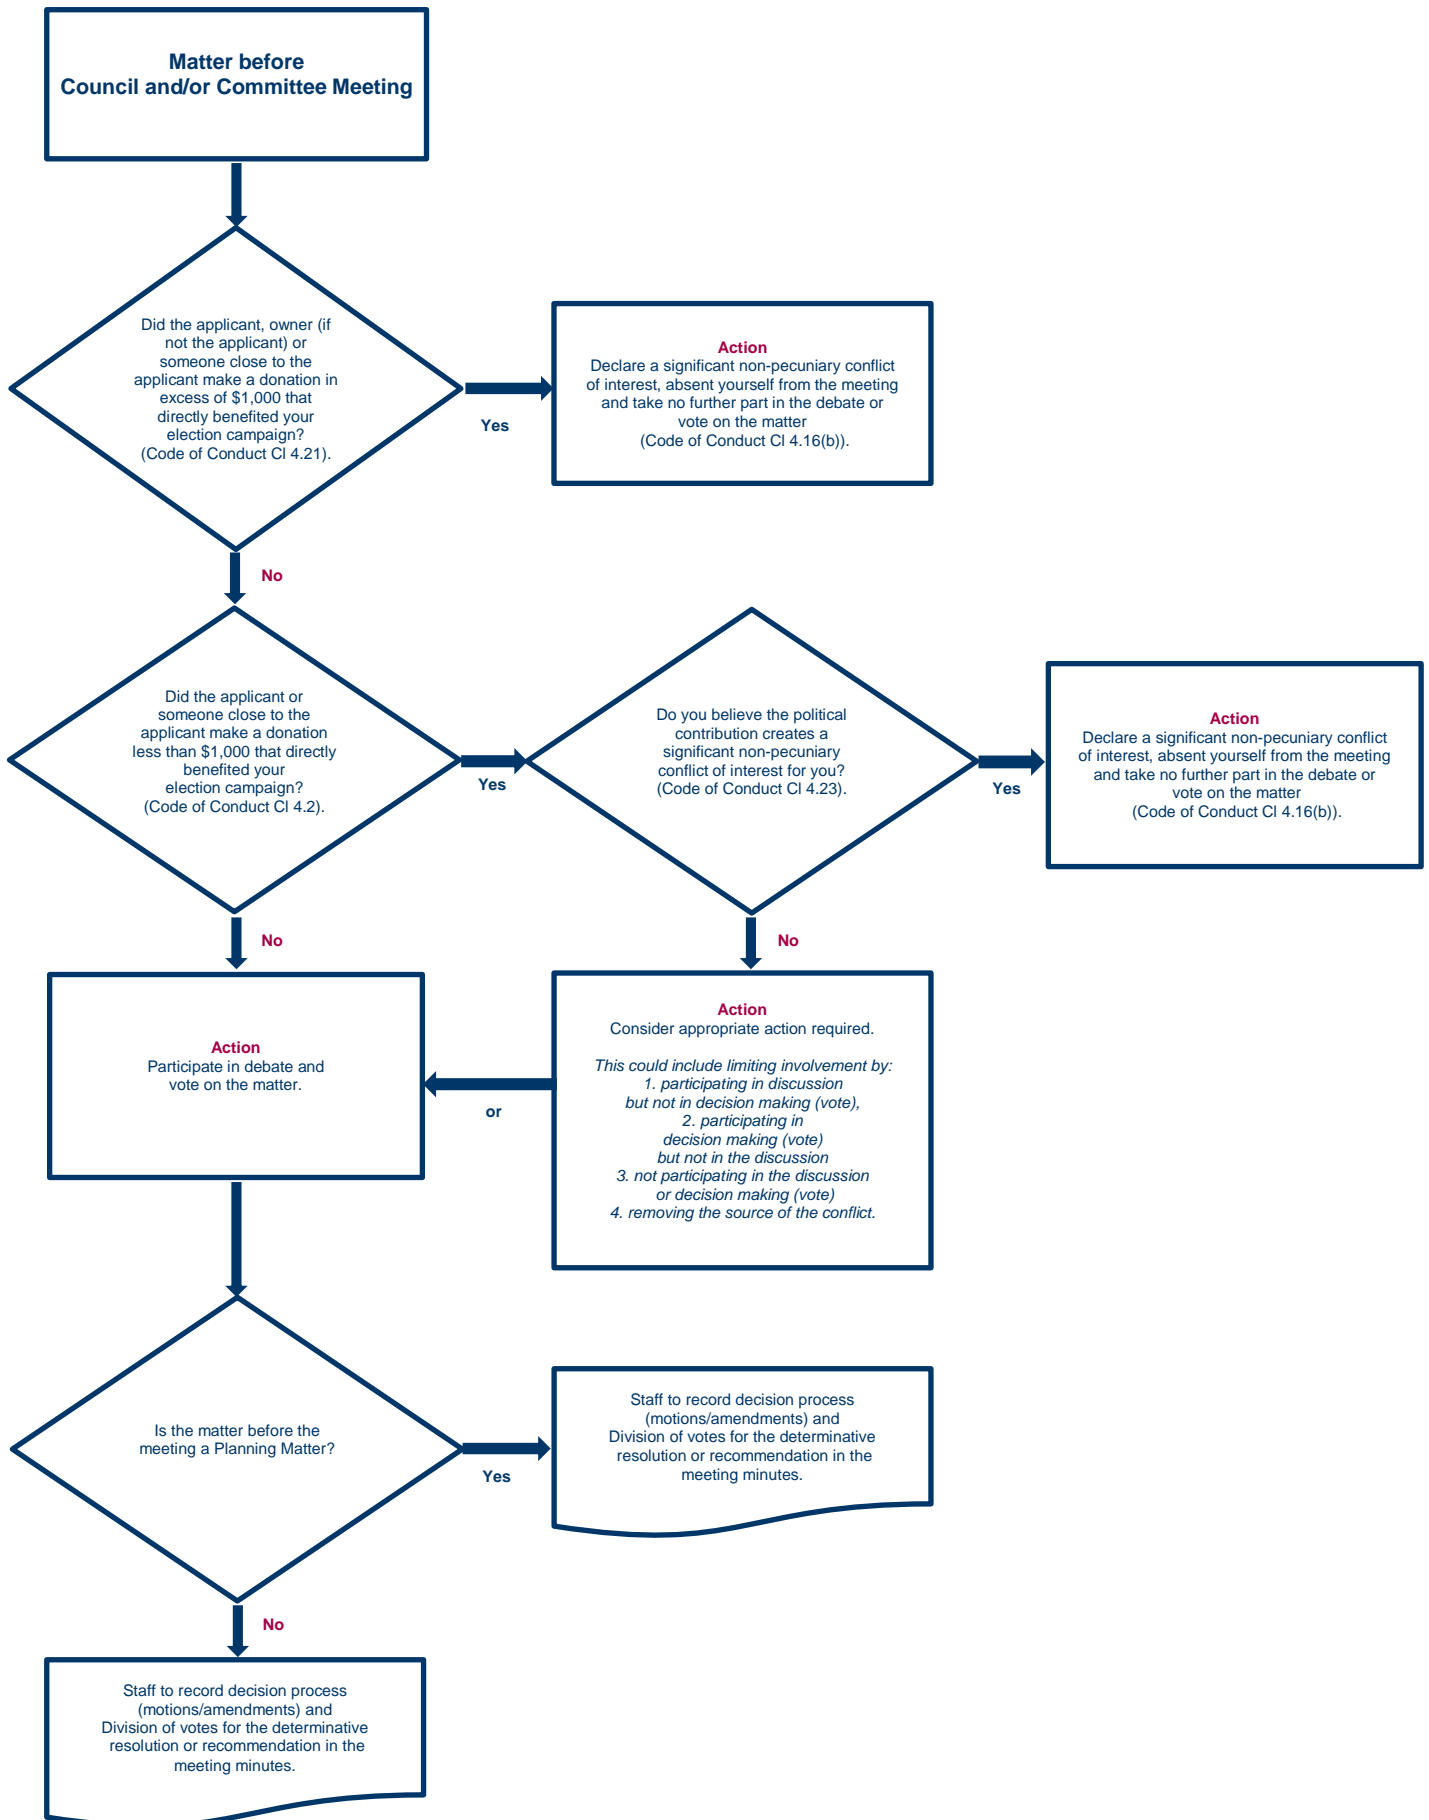 Matter before
Council and/or Committee Meeting
Did the applicant, owner (if
not the applicant) or
someone close to the
applicant make a donation in
excess of $1,000 that
directly benefited your
election campaign?
(Code of Conduct Cl 4.21).
Yes
Action
Declare a significant non-pecuniary conflict
of interest, absent yourself from the meeting
and take no further part in the debate or
vote on the matter
(Code of Conduct Cl 4.16(b)).
No
Did the applicant or
someone close to the
applicant make a donation
less than $1,000 that directly
benefited your
election campaign?
(Code of Conduct Cl 4.2).
Yes
Do you believe the political
contribution creates a
significant non-pecuniary
conflict of interest for you?
(Code of Conduct Cl 4.23).
Yes
Action
Declare a significant non-pecuniary conflict
of interest, absent yourself from the meeting
and take no further part in the debate or
vote on the matter
(Code of Conduct Cl 4.16(b)).
No
No
Action
Participate in debate and
vote on the matter.
or
Action
Consider appropriate action required.
This could include limiting involvement by:
1. participating in discussion
but not in decision making (vote),
2. participating in
decision making (vote)
but not in the discussion
3. not participating in the discussion
or decision making (vote)
4. removing the source of the conflict.
Is the matter before the
meeting a Planning Matter?
Yes
Staff to record decision process
(motions/amendments) and
Division of votes for the determinative
resolution or recommendation in the
meeting minutes.
No
Staff to record decision process
(motions/amendments) and
Division of votes for the determinative
resolution or recommendation in the
meeting minutes.